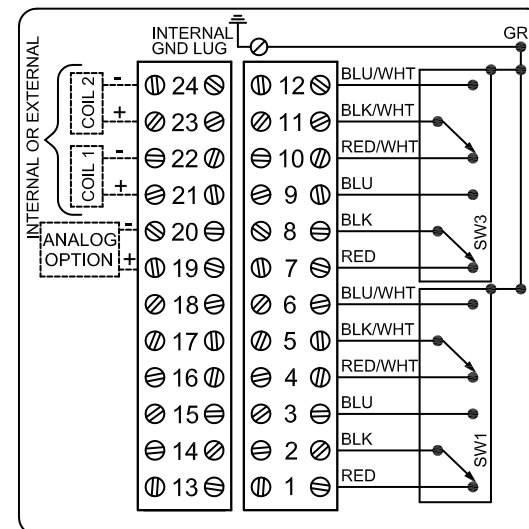 INTERNAL
GND LUG
GR
INTERNAL OR EXTERNAL
COIL 2
- +
COIL 1
- +
ANALOG
OPTION
- +
24
23
22
21
20
19
18
17
16
15
14
13
12
11
10
9
8
7
6
5
4
3
2
1
BLU/WHT
BLK/WHT
RED/WHT
BLU
BLK
RED
SW3
BLU/WHT
BLK/WHT
RED/WHT
BLU
BLK
RED
SW1